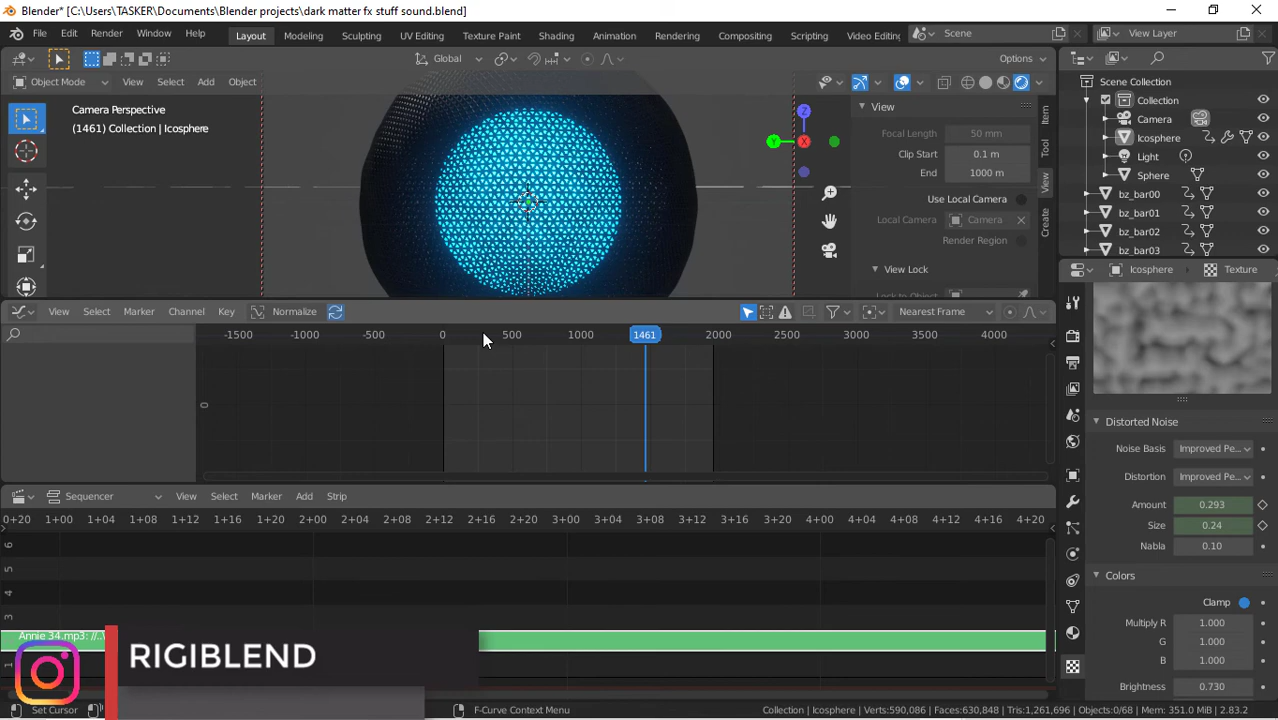 Blender* [C:\Users\TASKER\Documents\Blender projects\dark matter fx stuff sound.blend]
File Edit Render Window Help Layout Modeling Sculpting UV Editing Texture Paint Shading Animation Rendering Compositing Scripting Video Editing Scene View Layer
Global Options
Object Mode View Select Add Object
Camera Perspective
(1461) Collection | Icosphere
Z
Y
X
View
Focal Length 50 mm
Clip Start 0.1 m
End 1000 m
Use Local Camera
Local Camera Camera
Render Region
View Lock
Lock to Object
Item
Tool
View
Create
Scene Collection
Collection
Camera
Icosphere
Light
Sphere
bz_bar00
bz_bar01
bz_bar02
bz_bar03
Icosphere Texture
View Select Marker Channel Key Normalize Nearest Frame
-1500 -1000 -500 0 500 1000 1461 2000 2500 3000 3500 4000
0
Distorted Noise
Noise Basis Improved Pe...
Distortion Improved Pe...
Amount 0.293
Size 0.24
Nabla 0.10
Colors
Clamp
Multiply R 1.000
G 1.000
B 1.000
Brightness 0.730
Sequencer View Select Marker Add Strip
0+20 1+00 1+04 1+08 1+12 1+16 1+20 2+00 2+04 2+08 2+12 2+16 2+20 3+00 3+04 3+08 3+12 3+16 3+20 4+00 4+04 4+08 4+12 4+16 4+20
6
5
4
3
Annie 34.mp3: //..\
1
RIGIBLEND
Set Cursor F-Curve Context Menu Collection | Icosphere | Verts:590,086 | Faces:630,848 | Tris:1,261,696 | Objects:0/68 | Mem: 351.0 MiB | 2.83.2